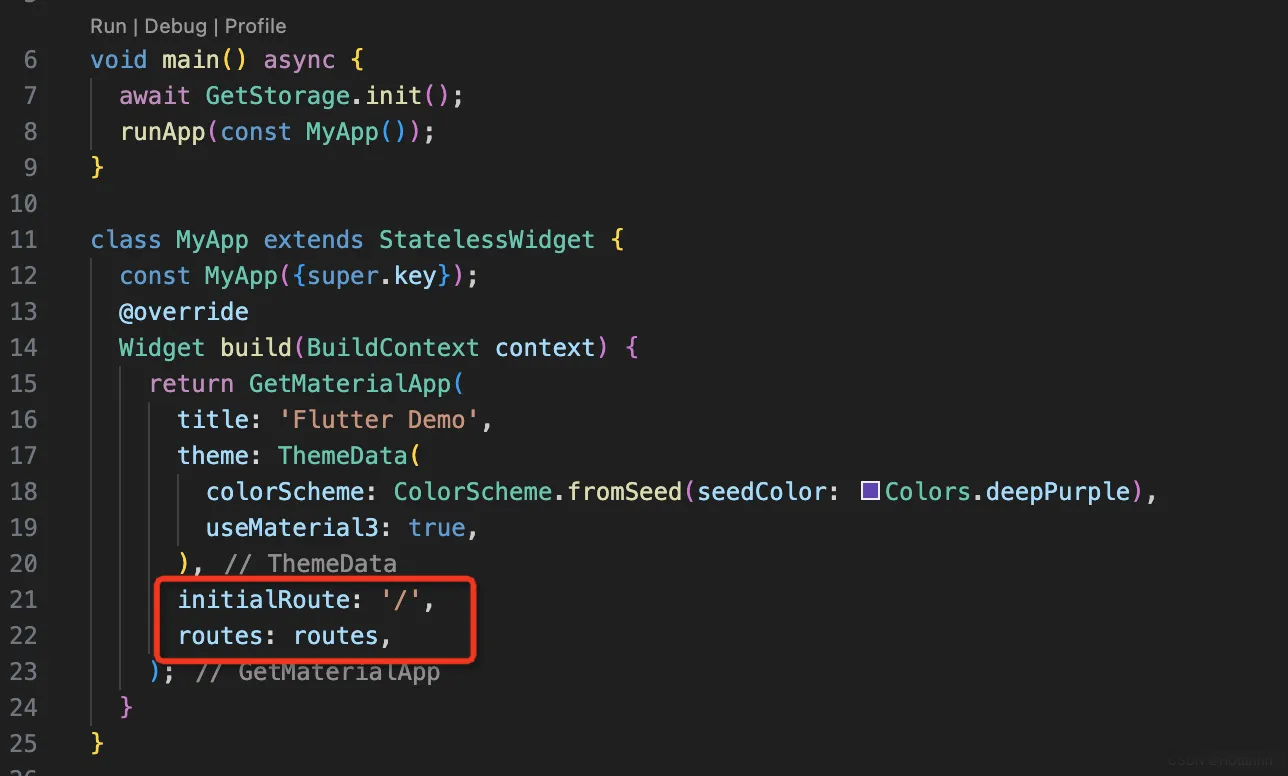 Run | Debug | Profile
6 void main() async {
7 await GetStorage.init();
8 runApp(const MyApp());
9 }
10
11 class MyApp extends StatelessWidget {
12 const MyApp({super.key});
13 @override
14 Widget build(BuildContext context) {
15 return GetMaterialApp(
16 title: 'Flutter Demo',
17 theme: ThemeData(
18 colorScheme: ColorScheme.fromSeed(seedColor: Colors.deepPurple),
19 useMaterial3: true,
20 ), // ThemeData
21 initialRoute: '/',
22 routes: routes,
23 ); // GetMaterialApp
24 }
25 }